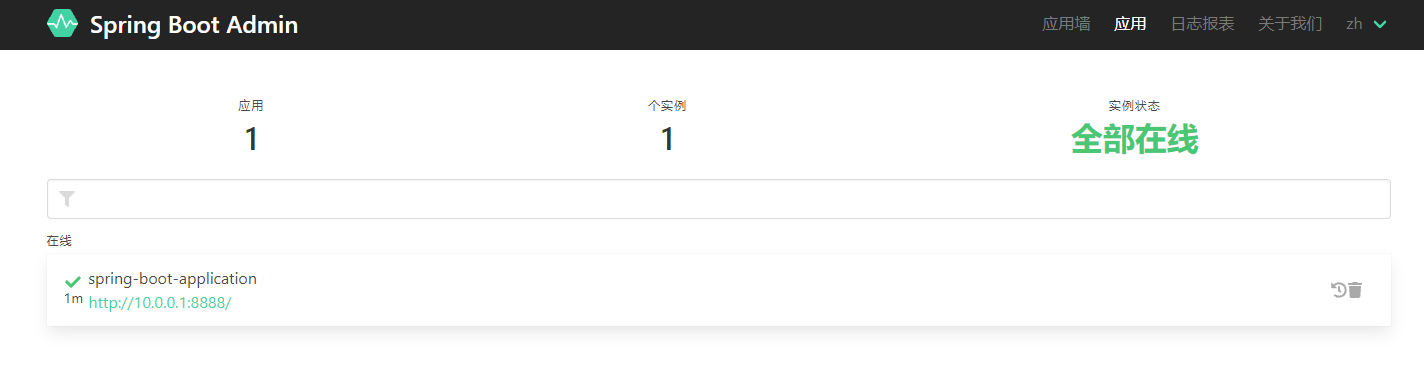 Spring Boot Admin
应用墙 应用 日志报表 关于我们 zh
应用 个实例 实例状态
1 1 全部在线
在线
spring-boot-application
1m http://10.0.0.1:8888/